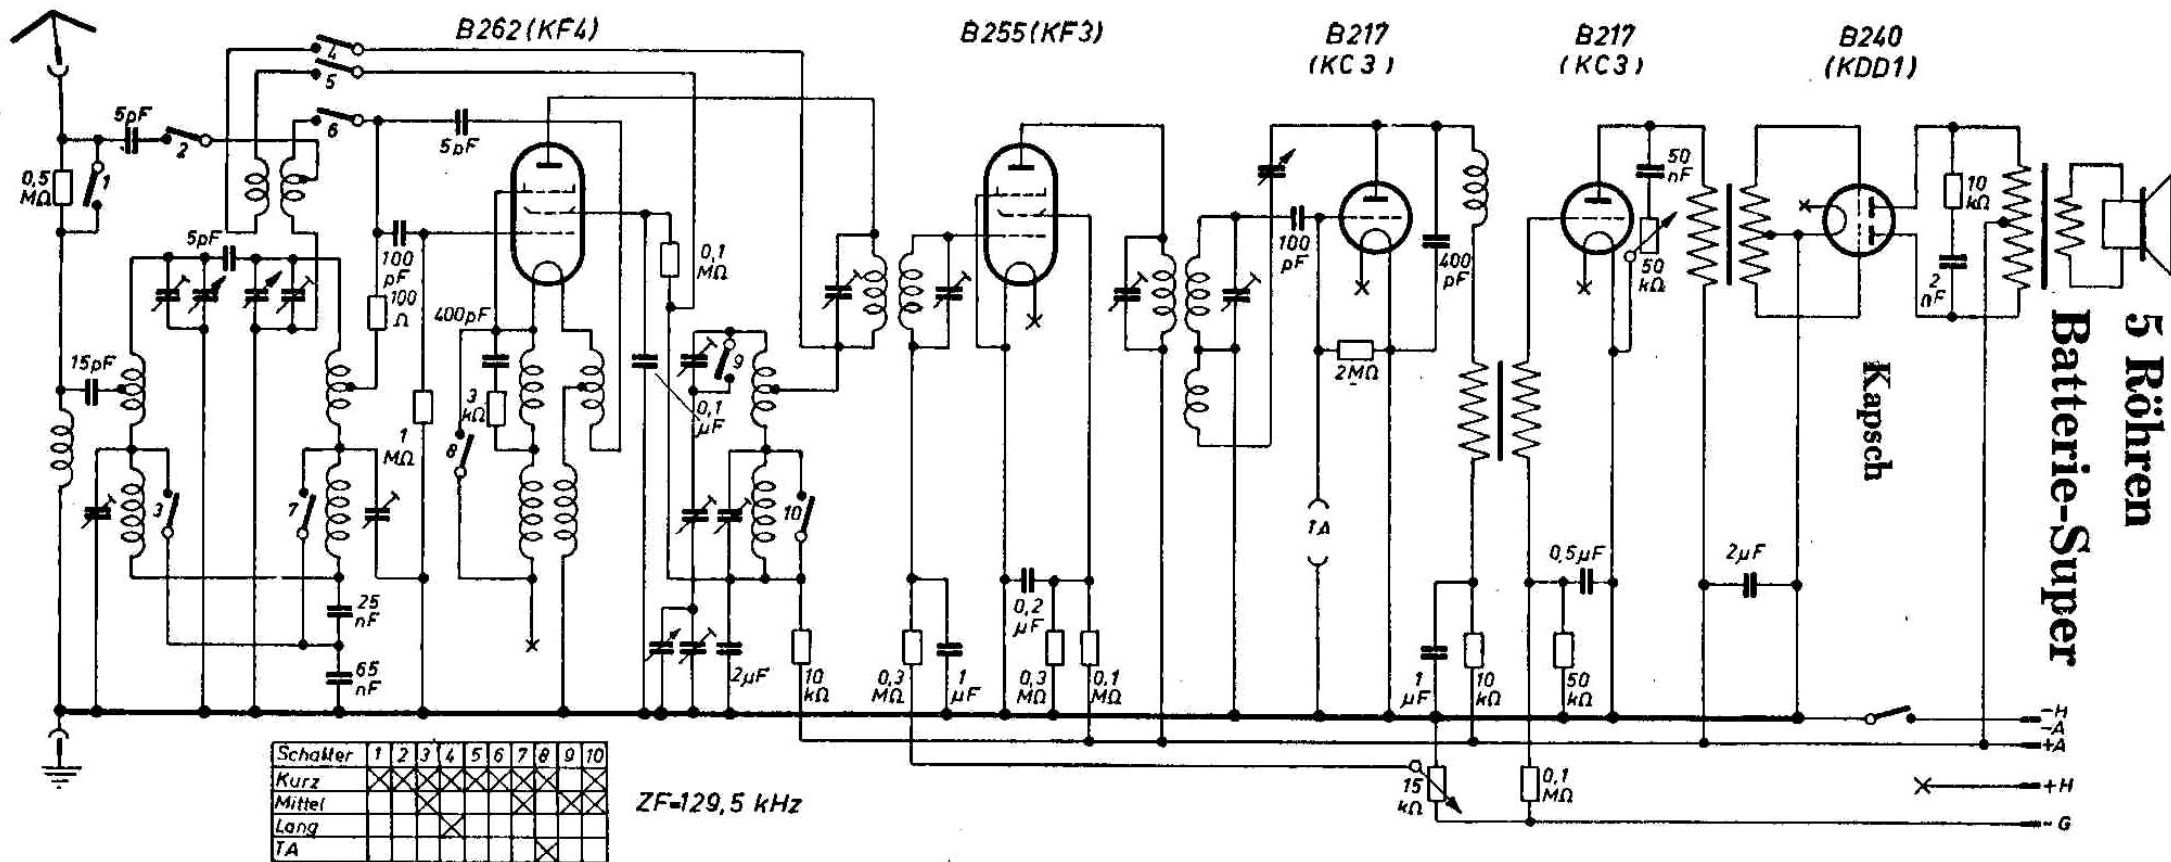 B262(KF4)
B255(KF3)
B217
(KC3)
B217
(KC3)
B240
(KDD1)
4
5
6
5pF
2
1
0,5
MΩ
5pF
5pF
100
pF
100
Ω
15pF
400pF
3
kΩ
8
1
MΩ
3
7
25
nF
65
nF
0,1
MΩ
0,1
µF
9
10
2µF
10
kΩ
0,3
MΩ
1
µF
0,2
µF
0,3
MΩ
0,1
MΩ
100
pF
400
pF
2MΩ
TA
1
µF
10
kΩ
50
nF
50
kΩ
0,5µF
50
kΩ
2µF
10
kΩ
2
nF
15
kΩ
0,1
MΩ
-H
-A
+A
+H
-G
5 Röhren
Batterie-Supper
Kapsch
Schalter 1 2 3 4 5 6 7 8 9 10
Kurz
Mittel
Lang
TA
ZF=129,5 kHz